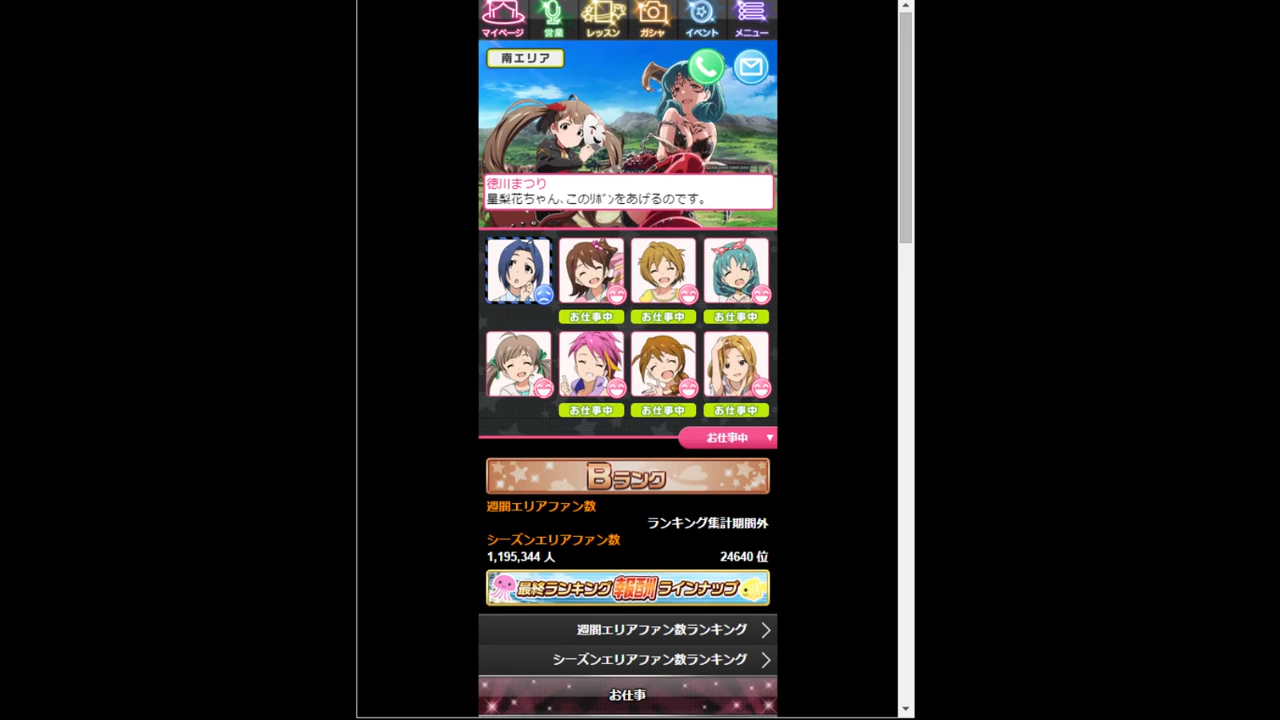 マイページ 営業 レッスン ガシャ イベント メニュー
南エリア
徳川まつり
星梨花ちゃん､このﾘﾎﾞﾝをあげるのです。
お仕事中 お仕事中 お仕事中
お仕事中 お仕事中 お仕事中
お仕事中 ▼
Bランク
週間エリアファン数
ランキング集計期間外
シーズンエリアファン数
1,195,344 人 24640 位
最終ランキング報酬ラインナップ
週間エリアファン数ランキング
シーズンエリアファン数ランキング
お仕事